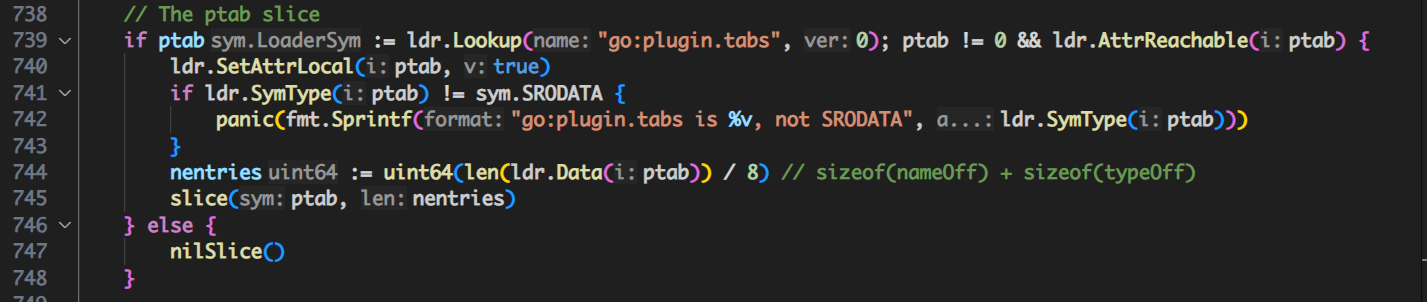 738 // The ptab slice
739 if ptab sym.LoaderSym := ldr.Lookup(name: "go:plugin.tabs", ver: 0); ptab != 0 && ldr.AttrReachable(i: ptab) {
740 ldr.SetAttrLocal(i: ptab, v: true)
741 if ldr.SymType(i: ptab) != sym.SRODATA {
742 panic(fmt.Sprintf(format: "go:plugin.tabs is %v, not SRODATA", a...: ldr.SymType(i: ptab)))
743 }
744 nentries uint64 := uint64(len(ldr.Data(i: ptab)) / 8) // sizeof(nameOff) + sizeof(typeOff)
745 slice(sym: ptab, len: nentries)
746 } else {
747 nilSlice()
748 }